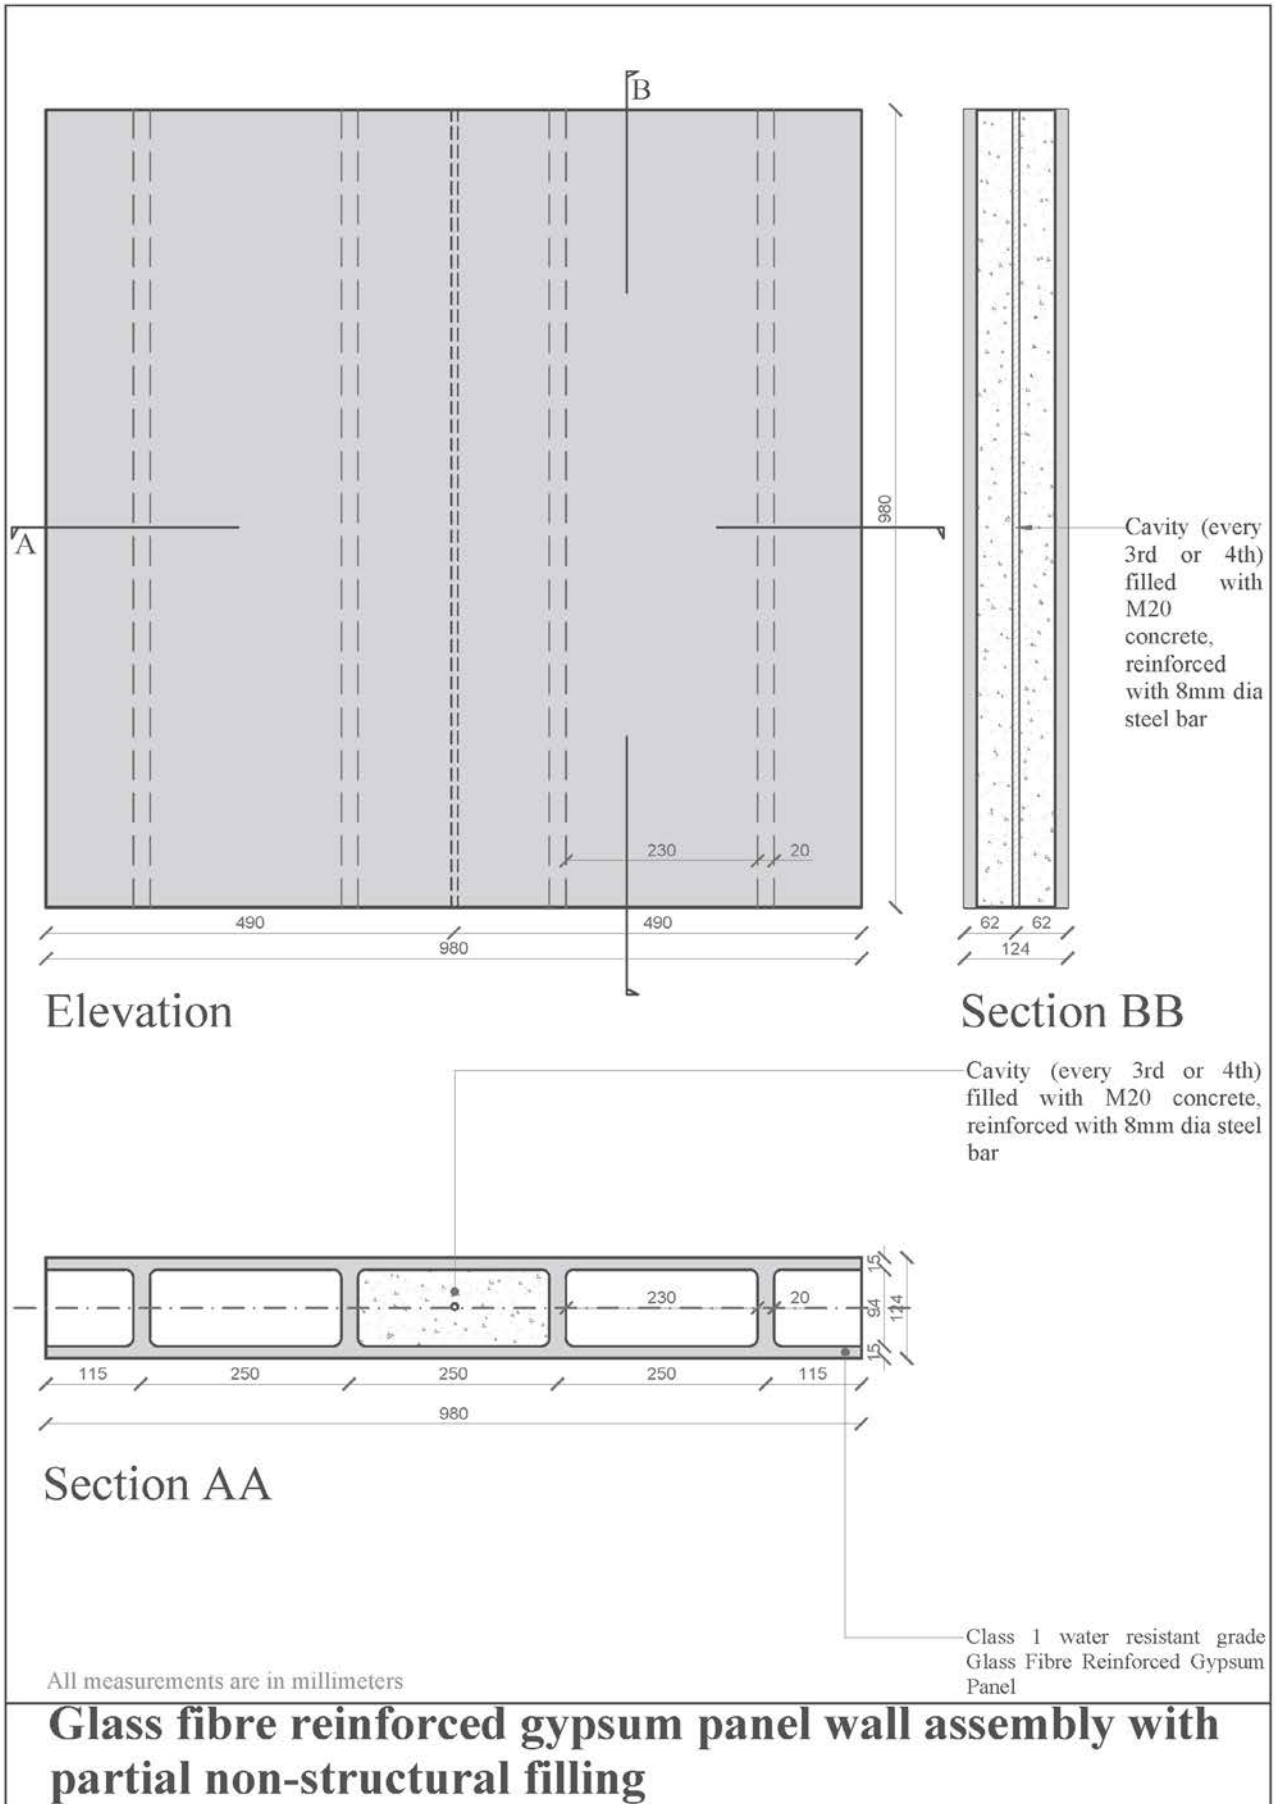 B
A
980
230
20
490
490
980
Elevation
Cavity (every
3rd or 4th)
filled with
M20
concrete,
reinforced
with 8mm dia
steel bar
62
62
124
Section BB
Cavity (every 3rd or 4th)
filled with M20 concrete,
reinforced with 8mm dia steel
bar
230
20
15
94
15
124
115
250
250
250
115
980
Section AA
Class 1 water resistant grade
Glass Fibre Reinforced Gypsum
Panel
All measurements are in millimeters
Glass fibre reinforced gypsum panel wall assembly with
partial non-structural filling